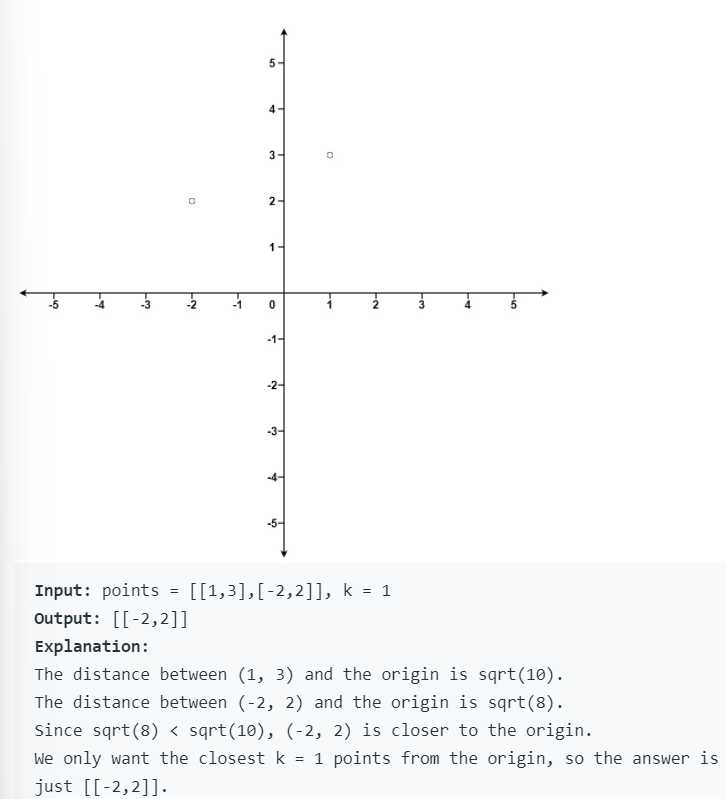 5
4
3
2
1
-5 -4 -3 -2 -1 0 1 2 3 4 5
-1
-2
-3
-4
-5
Input: points = [[1,3],[-2,2]], k = 1
Output: [[-2,2]]
Explanation:
The distance between (1, 3) and the origin is sqrt(10).
The distance between (-2, 2) and the origin is sqrt(8).
Since sqrt(8) < sqrt(10), (-2, 2) is closer to the origin.
We only want the closest k = 1 points from the origin, so the answer is
just [[-2,2]].